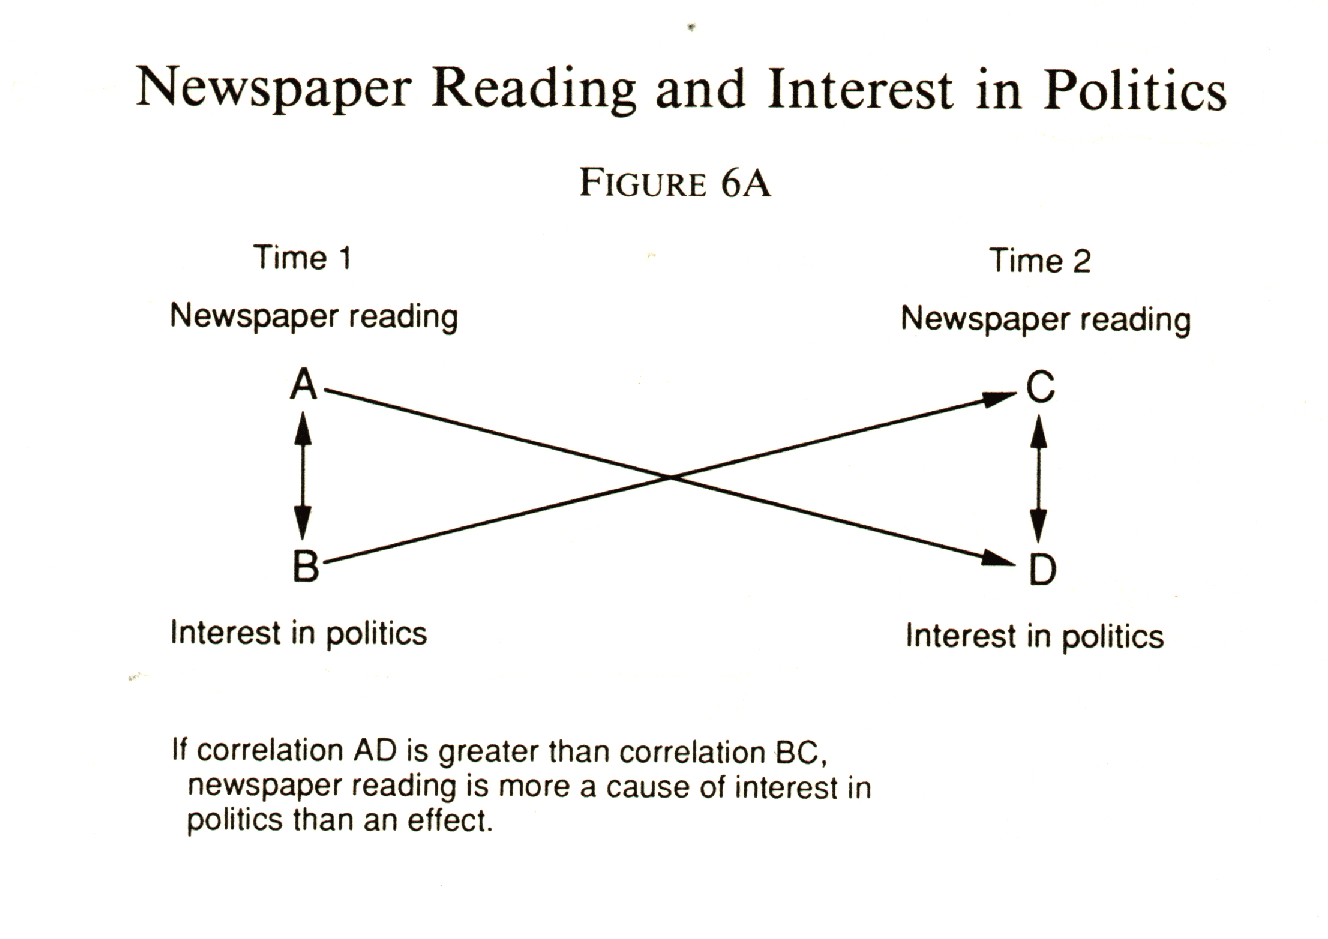 Newspaper Reading and Interest in Politics
FIGURE 6A
Time 1
Time 2
Newspaper reading
Newspaper reading
A
C
B
D
Interest in politics
Interest in politics
If correlation AD is greater than correlation BC,
newspaper reading is more a cause of interest in
politics than an effect.